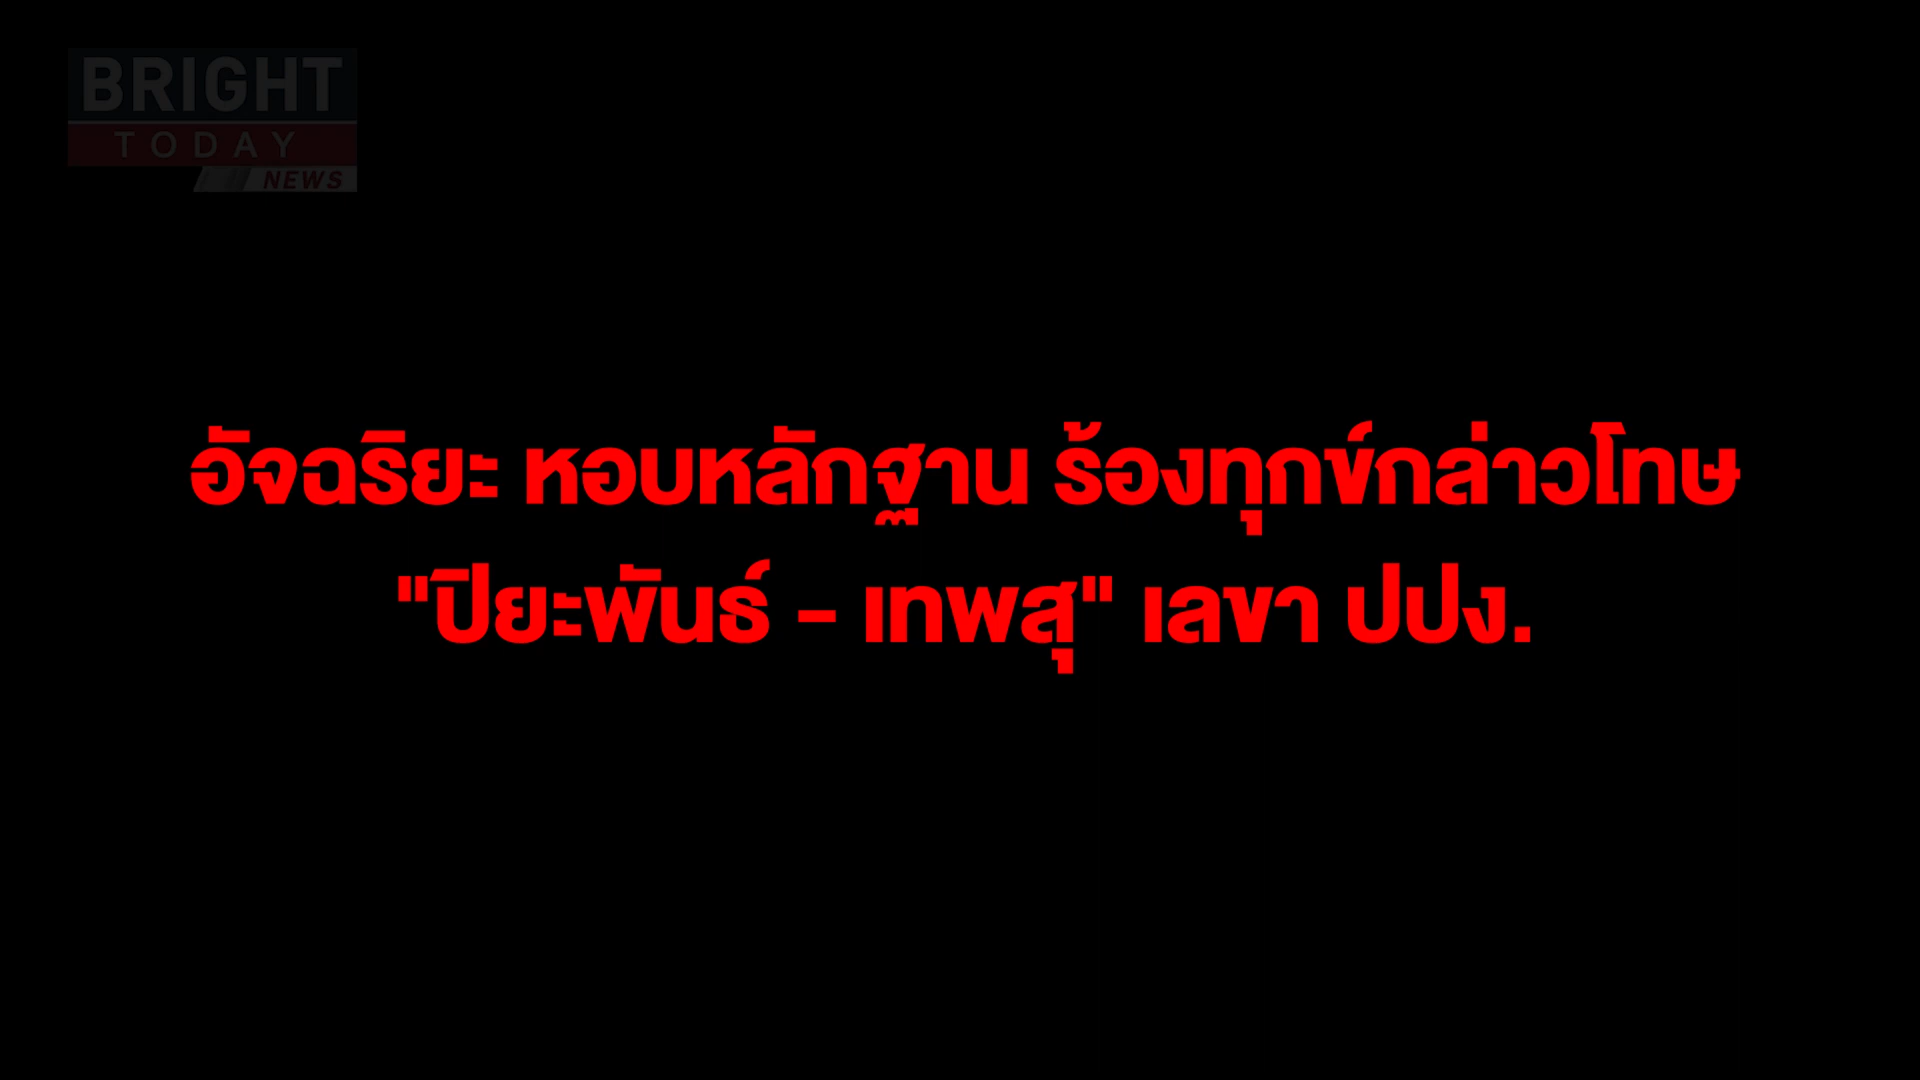 BRIGHT
TODAY
NEWS
อัจฉริยะ หอบหลักฐาน ร้องทุกข์กล่าวโทษ
"ปิยะพันธ์ - เทพสุ" เลขา ปปง.